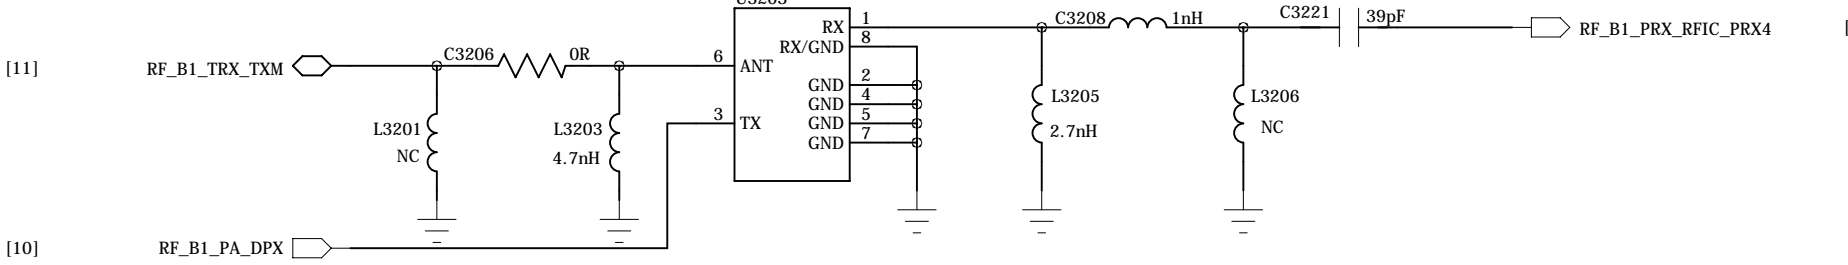 RX
1
C3208
1nH
C3221
39pF
RF_B1_PRX_RFIC_PRX4
RX/GND
8
[11]
RF_B1_TRX_TXM
C3206
0R
6
ANT
GND
2
GND
4
L3205
2.7nH
L3206
NC
L3201
NC
L3203
4.7nH
3
TX
GND
5
GND
7
[10]
RF_B1_PA_DPX